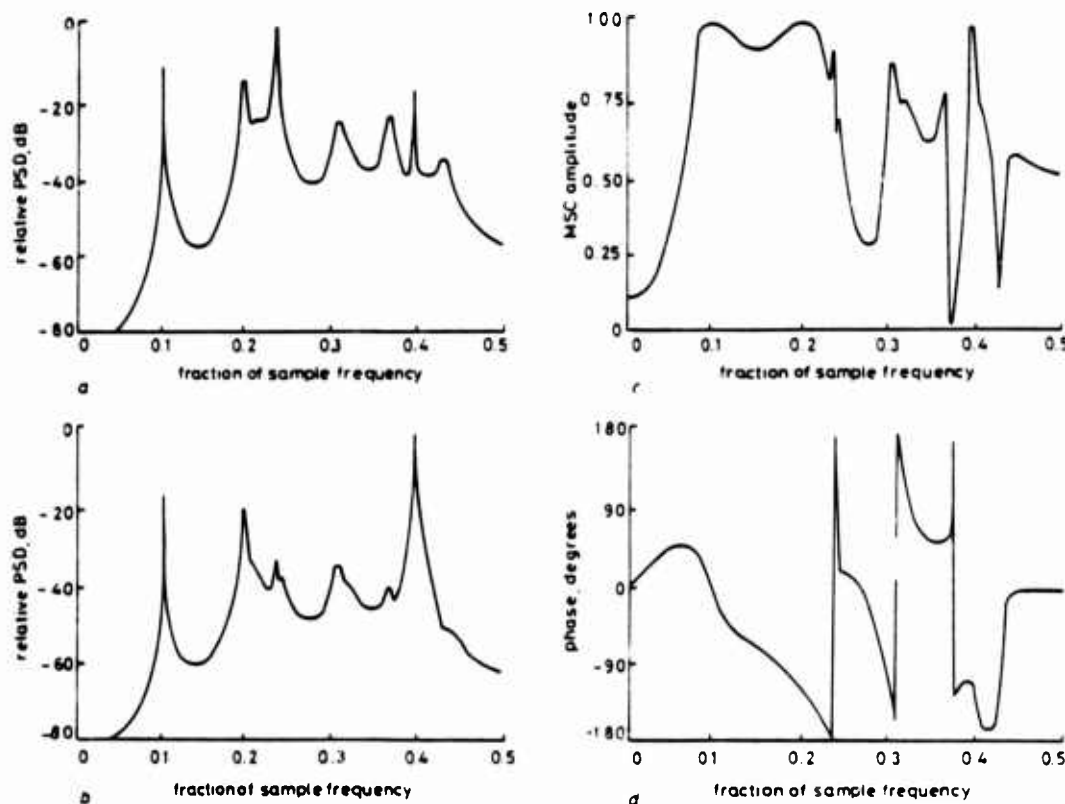 0
-20
-40
-60
-80
relative PSD, dB
0 0.1 0.2 0.3 0.4 0.5
fraction of sample frequency
a
1 00
0.75
0.50
0.25
0
MSC amplitude
0 0.1 0.2 0.3 0.4 0.5
fraction of sample frequency
c
0
-20
-40
-60
-80
relative PSD, dB
0 0.1 0.2 0.3 0.4 0.5
fraction of sample frequency
b
180
90
0
-90
-180
phase, degrees
0 0.1 0.2 0.3 0.4 0.5
fraction of sample frequency
d